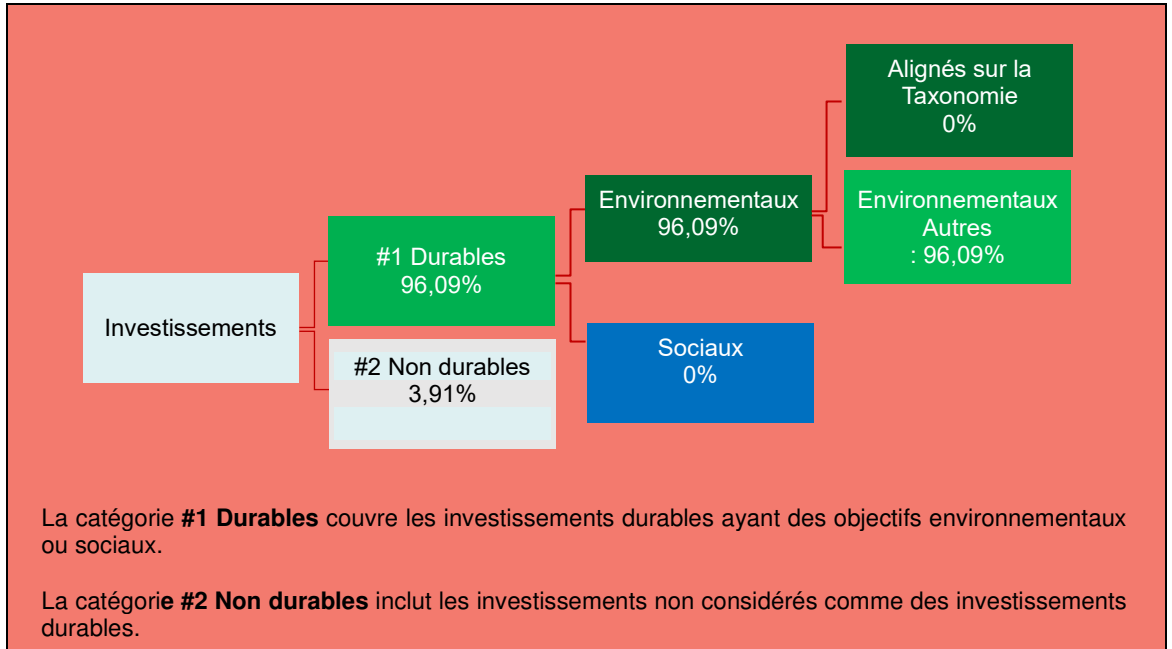 Alignés sur la
Taxonomie
0%
Environnementaux
96,09%
Environnementaux
Autres
: 96,09%
#1 Durables
96,09%
Investissements
#2 Non durables
3,91%
Sociaux
0%
La catégorie #1 Durables couvre les investissements durables ayant des objectifs environnementaux
ou sociaux.
La catégorie #2 Non durables inclut les investissements non considérés comme des investissements
durables.